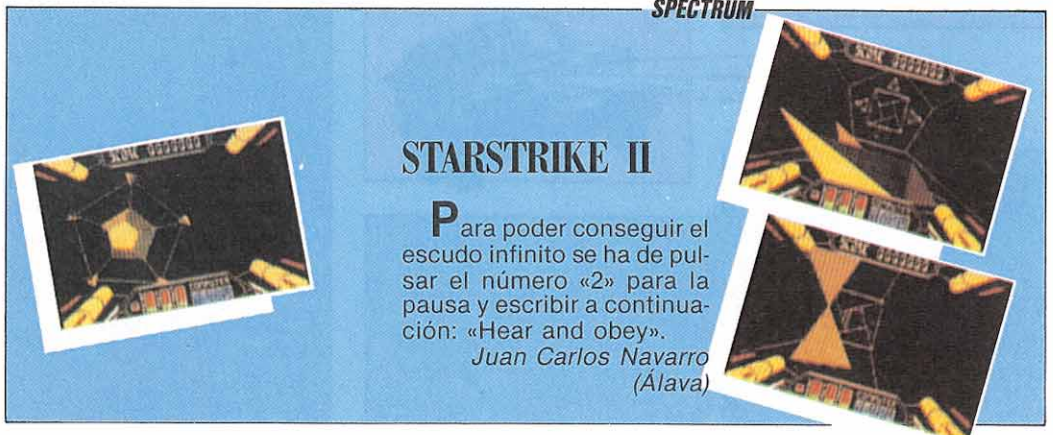 SPECTRUM
STARSTRIKE II
Para poder conseguir el
escudo infinito se ha de pul-
sar el número «2» para la
pausa y escribir a continua-
ción: «Hear and obey».
Juan Carlos Navarro
(Álava)